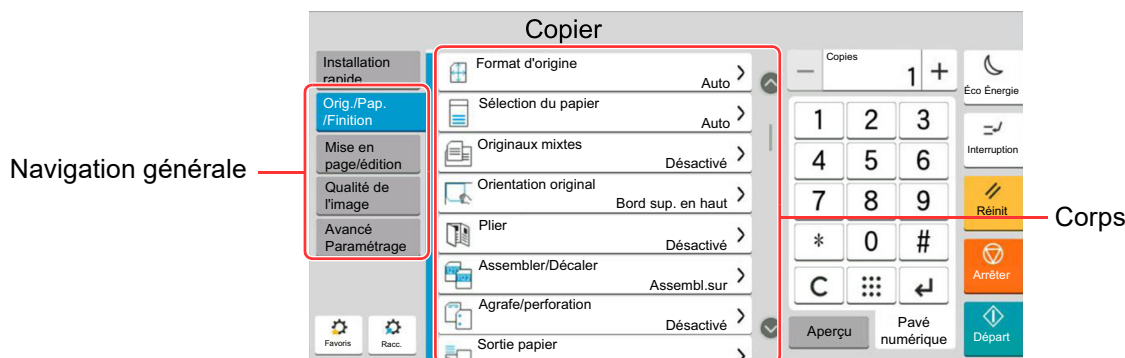 Copier
Navigation générale
Installation
rapide
Orig./Pap.
/Finition
Mise en
page/édition
Qualité de
l'image
Avancé
Paramétrage
Favoris
Racc.
Format d'origine
Auto
Sélection du papier
Auto
Originaux mixtes
Désactivé
Orientation original
Bord sup. en haut
Plier
Désactivé
Assembler/Décaler
Assembl.sur
Agrafe/perforation
Désactivé
Sortie papier
Copies
1
1 2 3
4 5 6
7 8 9
* 0 #
C
Aperçu
Pavé
numérique
Éco Énergie
Interruption
Réinit
Arrêter
Départ
Corps